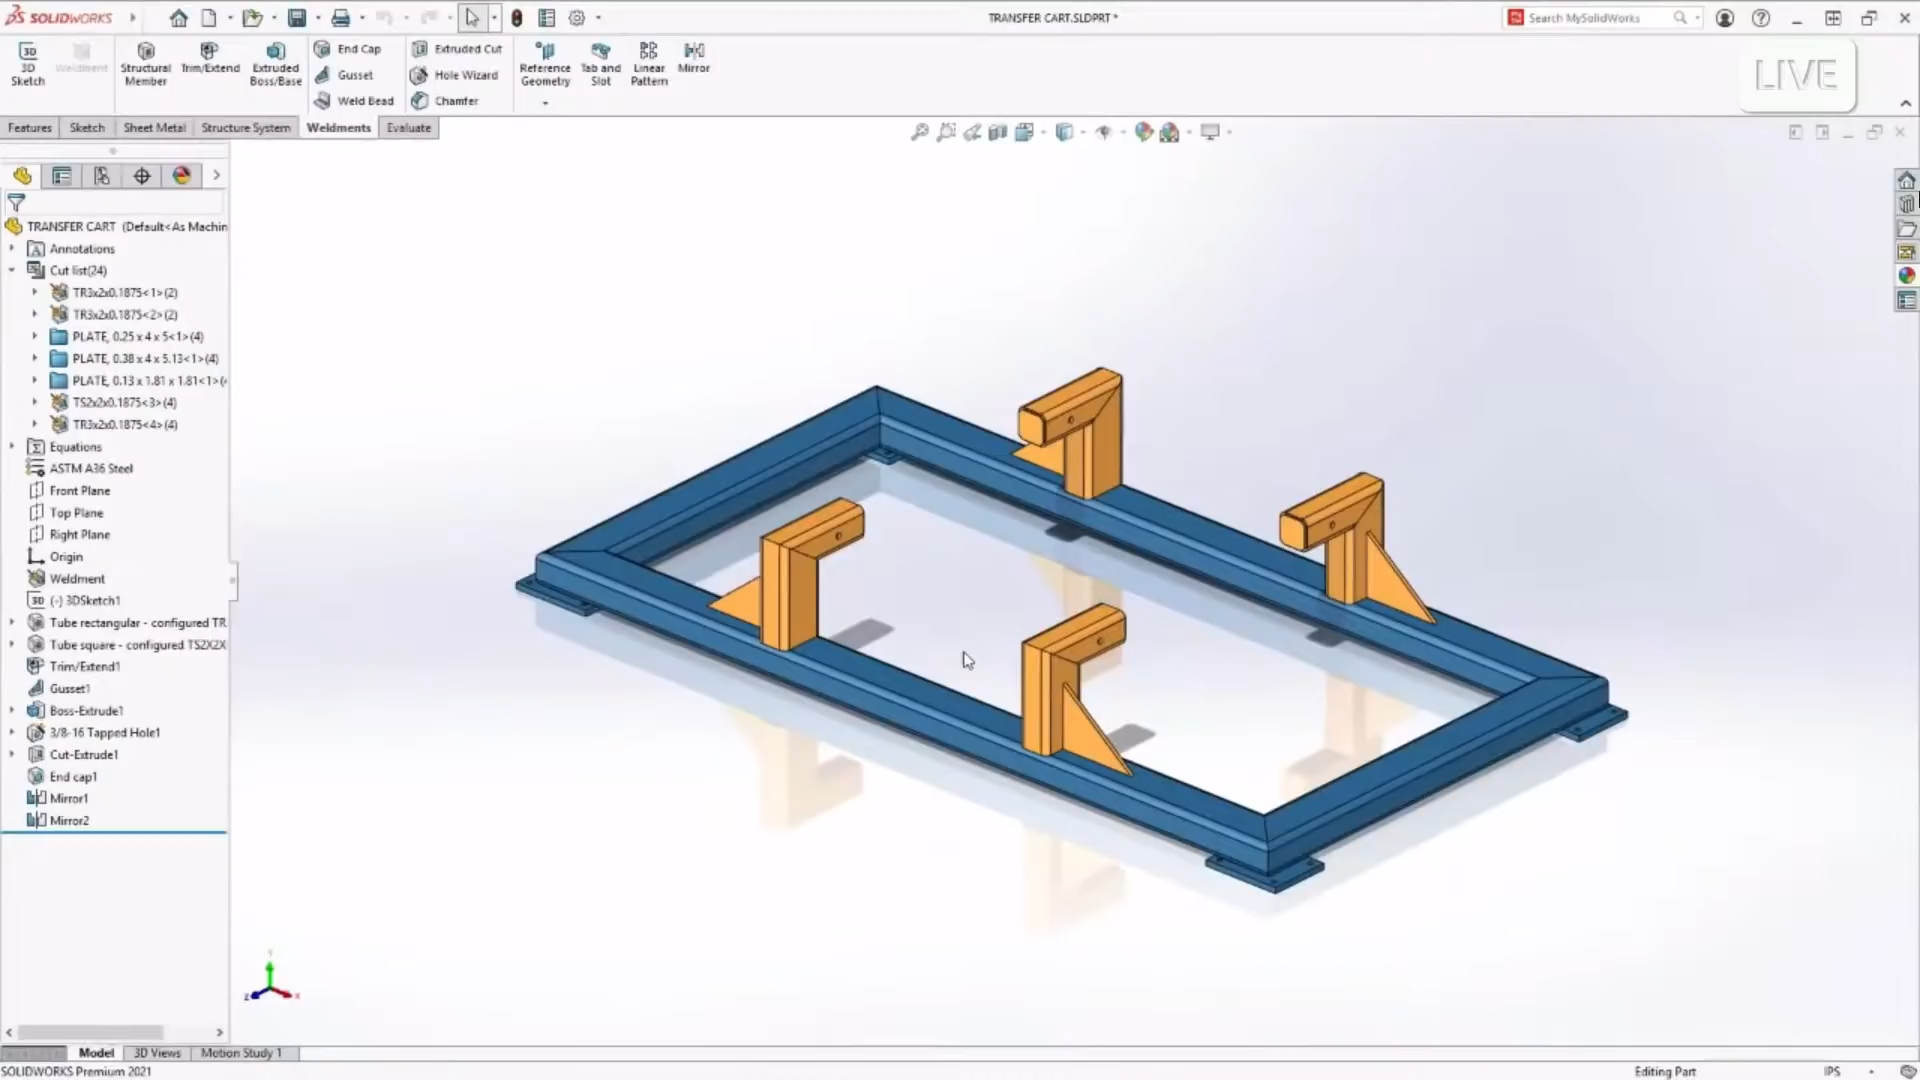 SOLIDWORKS
TRANSFER CART.SLDPRT *
Search MySolidWorks
3D Sketch
Weldment
Structural Member
Trim/Extend
Extruded Boss/Base
End Cap
Gusset
Weld Bead
Extruded Cut
Hole Wizard
Chamfer
Reference Geometry
Tab and Slot
Linear Pattern
Mirror
LIVE
Features
Sketch
Sheet Metal
Structure System
Weldments
Evaluate
TRANSFER CART (Default<As Machin
Annotations
Cut list(24)
TR3x2x0.1875<1>(2)
TR3x2x0.1875<2>(2)
PLATE, 0.25 x 4 x 5<1>(4)
PLATE, 0.38 x 4 x 5.13<1>(4)
PLATE, 0.13 x 1.81 x 1.81<1>(
TS2x2x0.1875<3>(4)
TR3x2x0.1875<4>(4)
Equations
ASTM A36 Steel
Front Plane
Top Plane
Right Plane
Origin
Weldment
3D (-) 3DSketch1
Tube rectangular - configured TR
Tube square - configured TS2X2X
Trim/Extend1
Gusset1
Boss-Extrude1
3/8-16 Tapped Hole1
Cut-Extrude1
End cap1
Mirror1
Mirror2
Y
Z
X
Model
3D Views
Motion Study 1
SOLIDWORKS Premium 2021
Editing Part
IPS